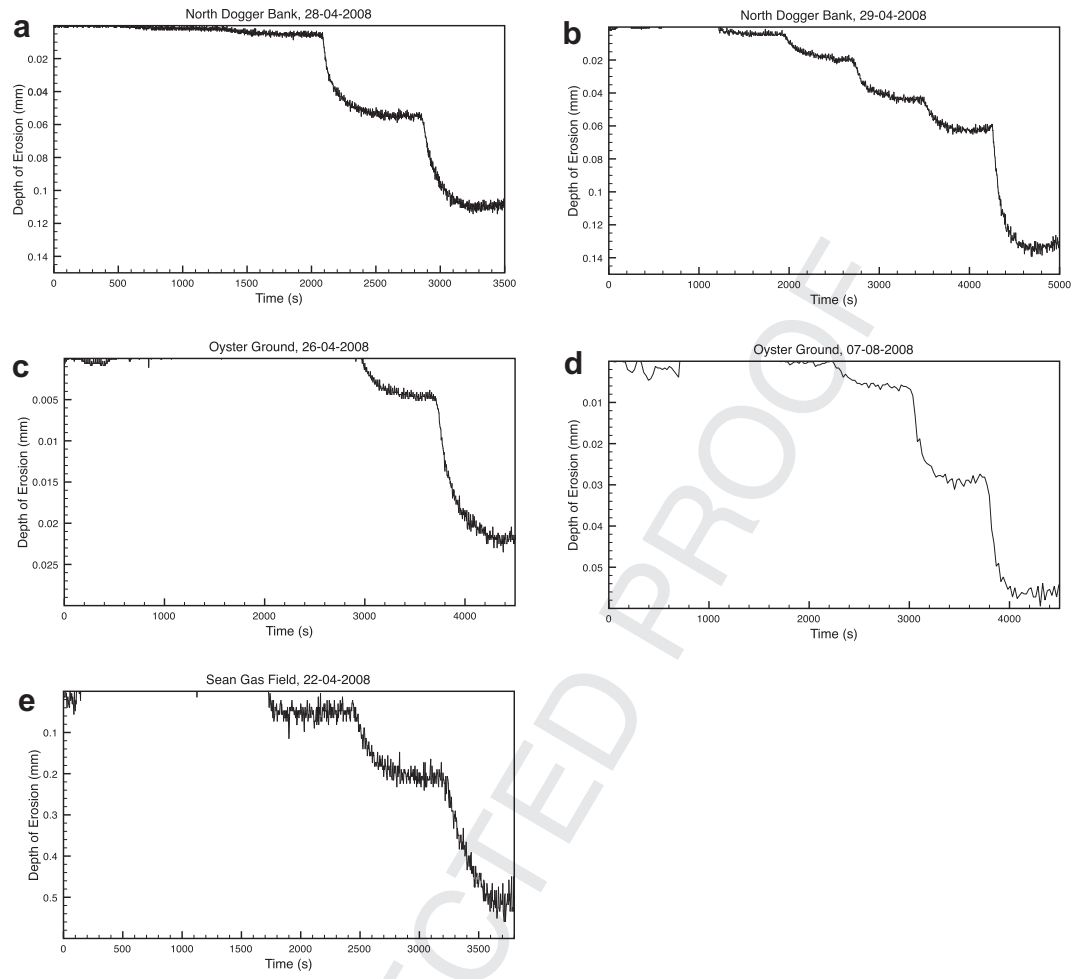 a
North Dogger Bank, 28-04-2008
0.02
0.04
0.06
0.08
0.1
0.12
0.14
Depth of Erosion (mm)
0 500 1000 1500 2000 2500 3000 3500
Time (s)
b
North Dogger Bank, 29-04-2008
0.02
0.04
0.06
0.08
0.1
0.12
0.14
Depth of Erosion (mm)
0 1000 2000 3000 4000 5000
Time (s)
c
Oyster Ground, 26-04-2008
0.005
0.01
0.015
0.02
0.025
Depth of Erosion (mm)
0 1000 2000 3000 4000
Time (s)
d
Oyster Ground, 07-08-2008
0.01
0.02
0.03
0.04
0.05
Depth of Erosion (mm)
0 1000 2000 3000 4000
Time (s)
e
Sean Gas Field, 22-04-2008
0.1
0.2
0.3
0.4
0.5
Depth of Erosion (mm)
0 500 1000 1500 2000 2500 3000 3500
Time (s)
ECTED PROOF